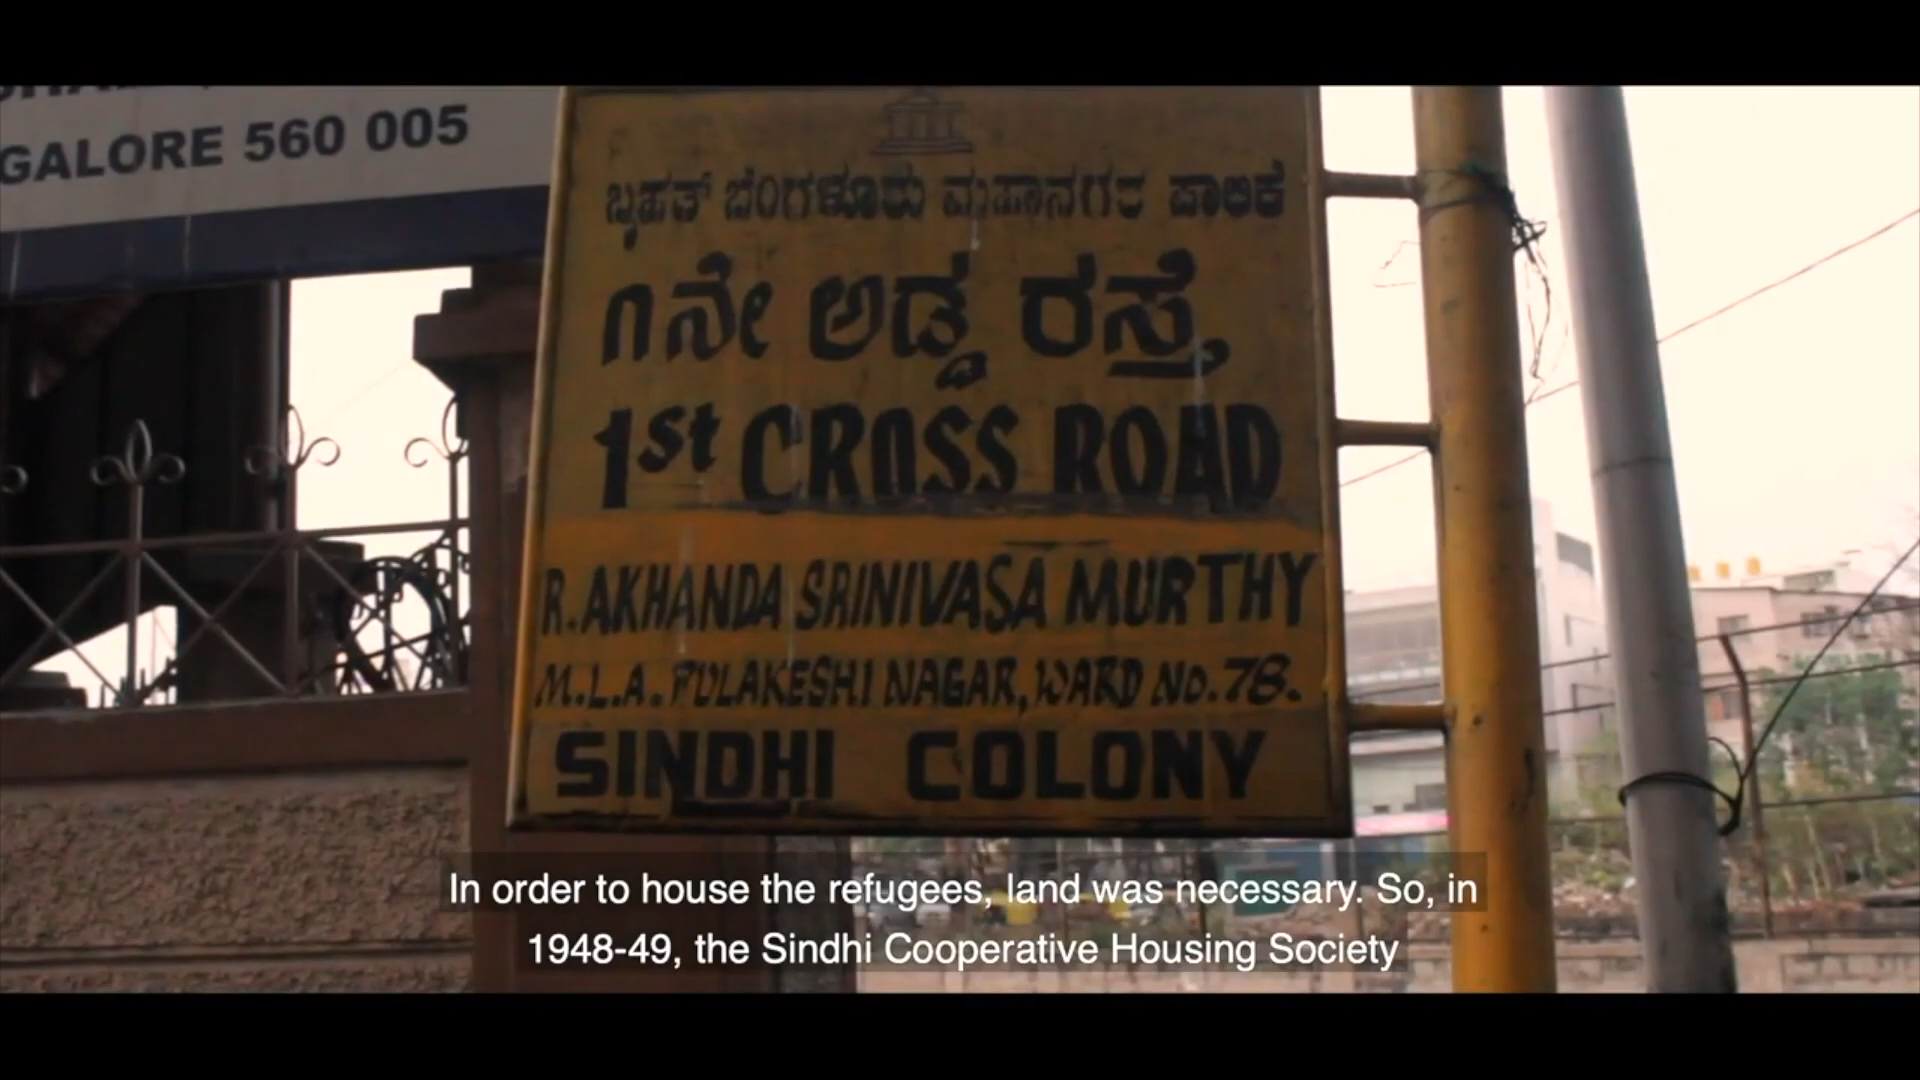 GALORE 560 005
ಬೃಹತ್ ಬೆಂಗಳೂರು ಮಹಾನಗರ ಪಾಲಿಕೆ
೧ನೇ ಅಡ್ಡ ರಸ್ತೆ,
1st CROSS ROAD
R. AKHANDA SRINIVASA MURTHY
M.L.A. PULAKESHI NAGAR, WARD No. 78.
SINDHI COLONY
In order to house the refugees, land was necessary. So, in
1948-49, the Sindhi Cooperative Housing Society